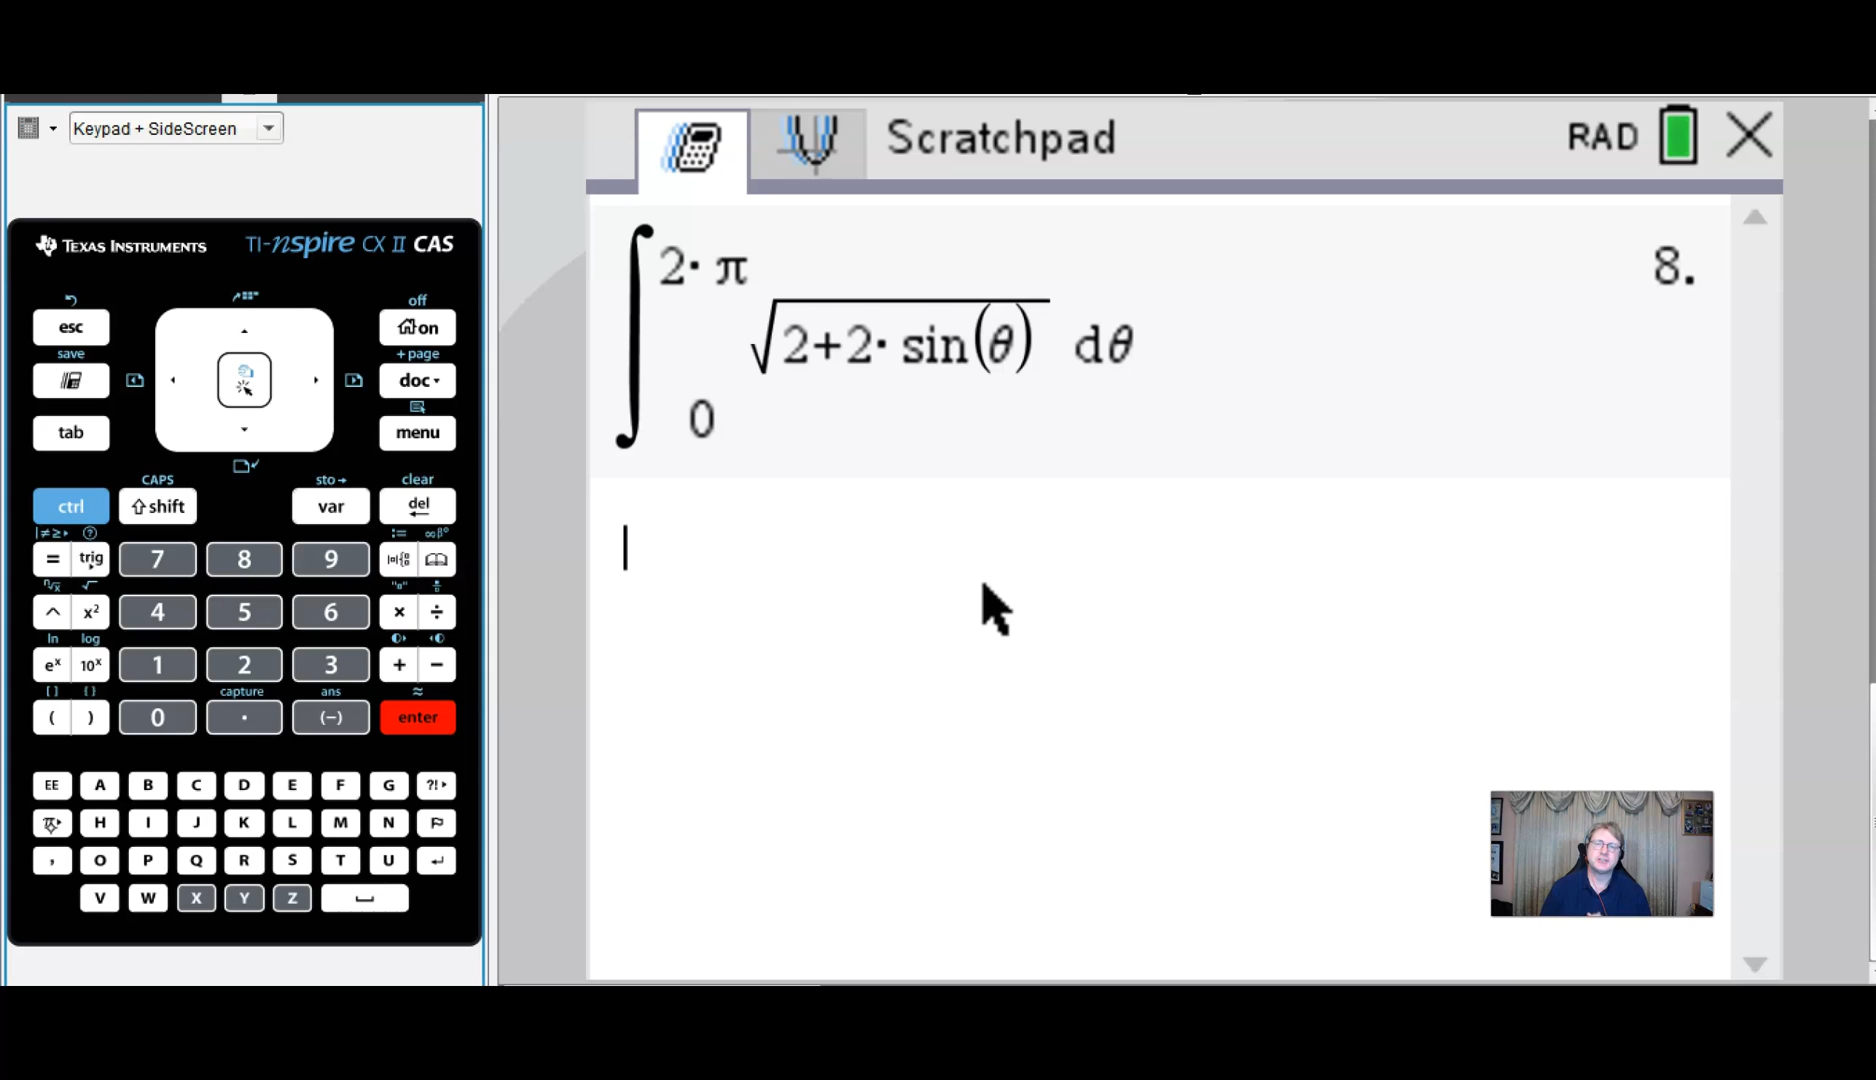 Keypad + SideScreen
Scratchpad
RAD
TEXAS INSTRUMENTS TI-nspire CX II CAS
2· π
8.
√2+2· sin(θ) dθ
0
off
esc
on
save
+ page
doc
tab
menu
CAPS sto→ clear
ctrl shift var del
|≠≥▸ ? := ∞β°
= trig 7 8 9
ⁿ√x √ "□"
^ x² 4 5 6 × ÷
ln log
eˣ 10ˣ 1 2 3 + −
[ ] { } capture ans ≈
( ) 0 . (−) enter
EE A B C D E F G ?!▸
π▸ H I J K L M N
, O P Q R S T U ↵
V W X Y Z